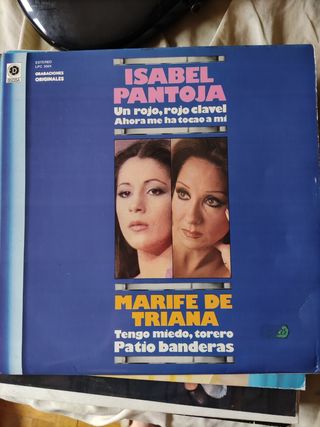 ESTEREO
GRABACIONES
ORIGINALES
ISABEL
PANTOJA
Un rojo, rojo clavel
Ahora me ha tocao a mí
MARIFE DE
TRIANA
Tengo miedo, torero
Patio banderas